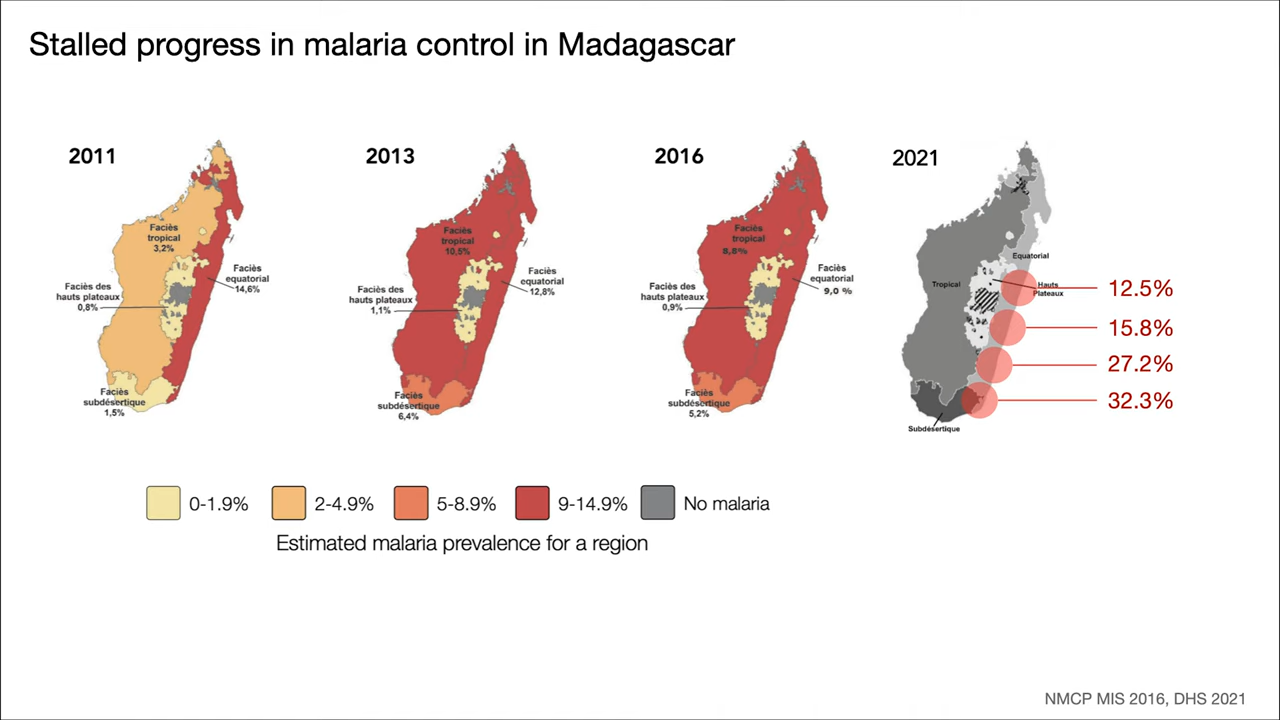 Stalled progress in malaria control in Madagascar
2011
Faciès
tropical
3,2%
Faciès
equatorial
14,6%
Faciès des
hauts plateaux
0,8%
Faciès
subdésertique
1,5%
2013
Faciès
tropical
10,5%
Faciès
equatorial
12,8%
Faciès des
hauts plateaux
1,1%
Faciès
subdésertique
6,4%
2016
Faciès
tropical
8,8%
Faciès
equatorial
9,0 %
Faciès des
hauts plateaux
0,9%
Faciès
subdésertique
5,2%
2021
Equatorial
Tropical
Hauts
Plateaux
Subdésertique
12.5%
15.8%
27.2%
32.3%
0-1.9%
2-4.9%
5-8.9%
9-14.9%
No malaria
Estimated malaria prevalence for a region
NMCP MIS 2016, DHS 2021